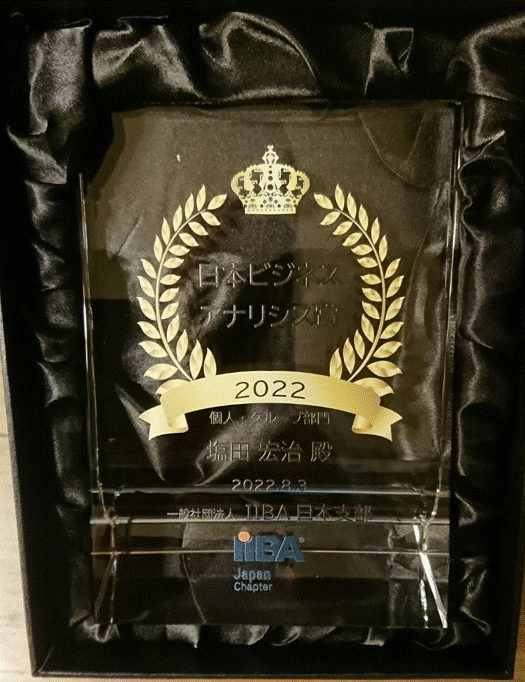 日本ビジネス
アナリシス賞
2022
個人・グループ部門
塩田 宏治 殿
2022.8.3
一般社団法人 IIBA 日本支部
IIBA®
Japan
Chapter